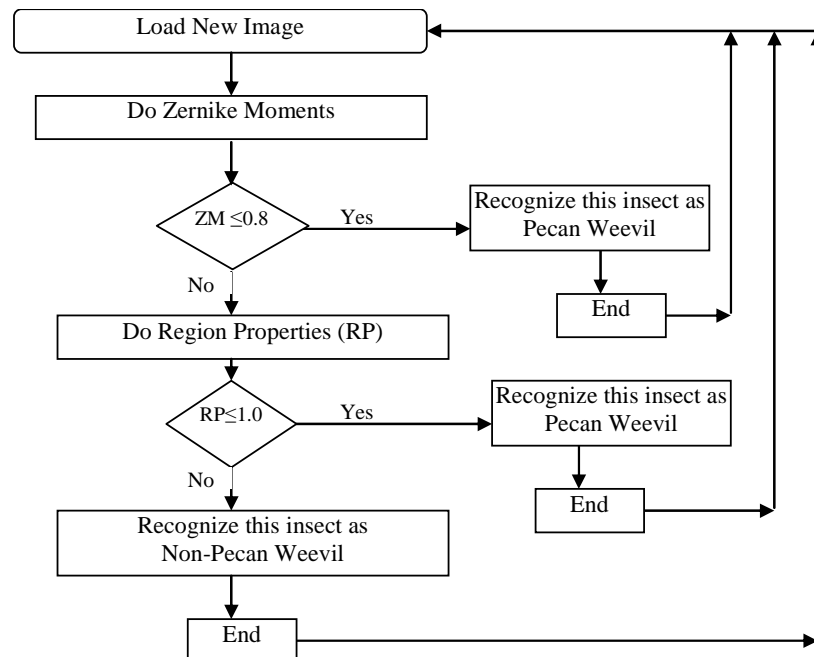 Load New Image
Do Zernike Moments
ZM ≤0.8
Yes
Recognize this insect as
Pecan Weevil
No
End
Do Region Properties (RP)
RP≤1.0
Yes
Recognize this insect as
Pecan Weevil
No
End
Recognize this insect as
Non-Pecan Weevil
End